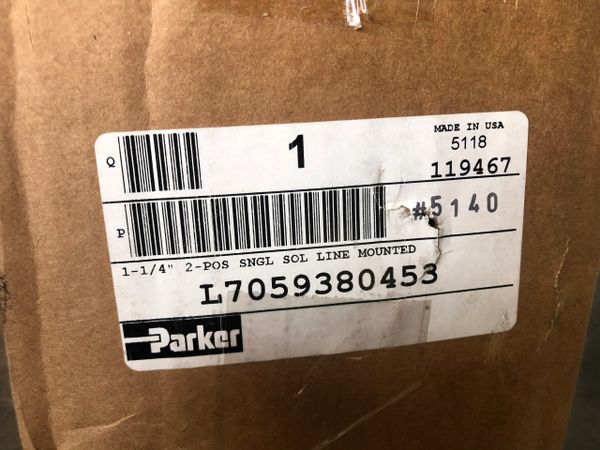 Q
1
MADE IN USA
5118
119467
P
#5140
1-1/4" 2-POS SNGL SOL LINE MOUNTED
L7059380453
Parker